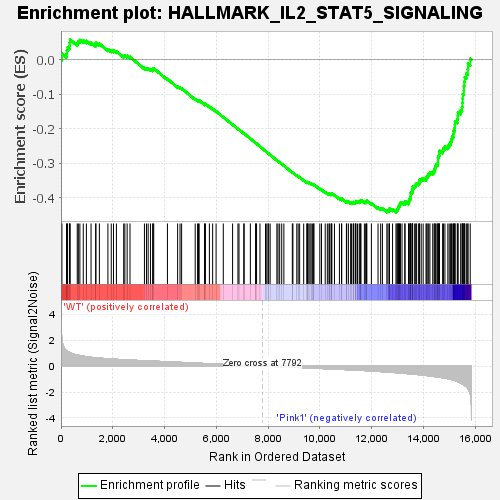 Enrichment plot: HALLMARK_IL2_STAT5_SIGNALING
Enrichment score (ES)
0.0
-0.1
-0.2
-0.3
-0.4
Ranked list metric (Signal2Noise)
'WT' (positively correlated)
4
2
0
-2
-4
Zero cross at 7792
'Pink1' (negatively correlated)
0 2,000 4,000 6,000 8,000 10,000 12,000 14,000 16,000
Rank in Ordered Dataset
Enrichment profile Hits Ranking metric scores